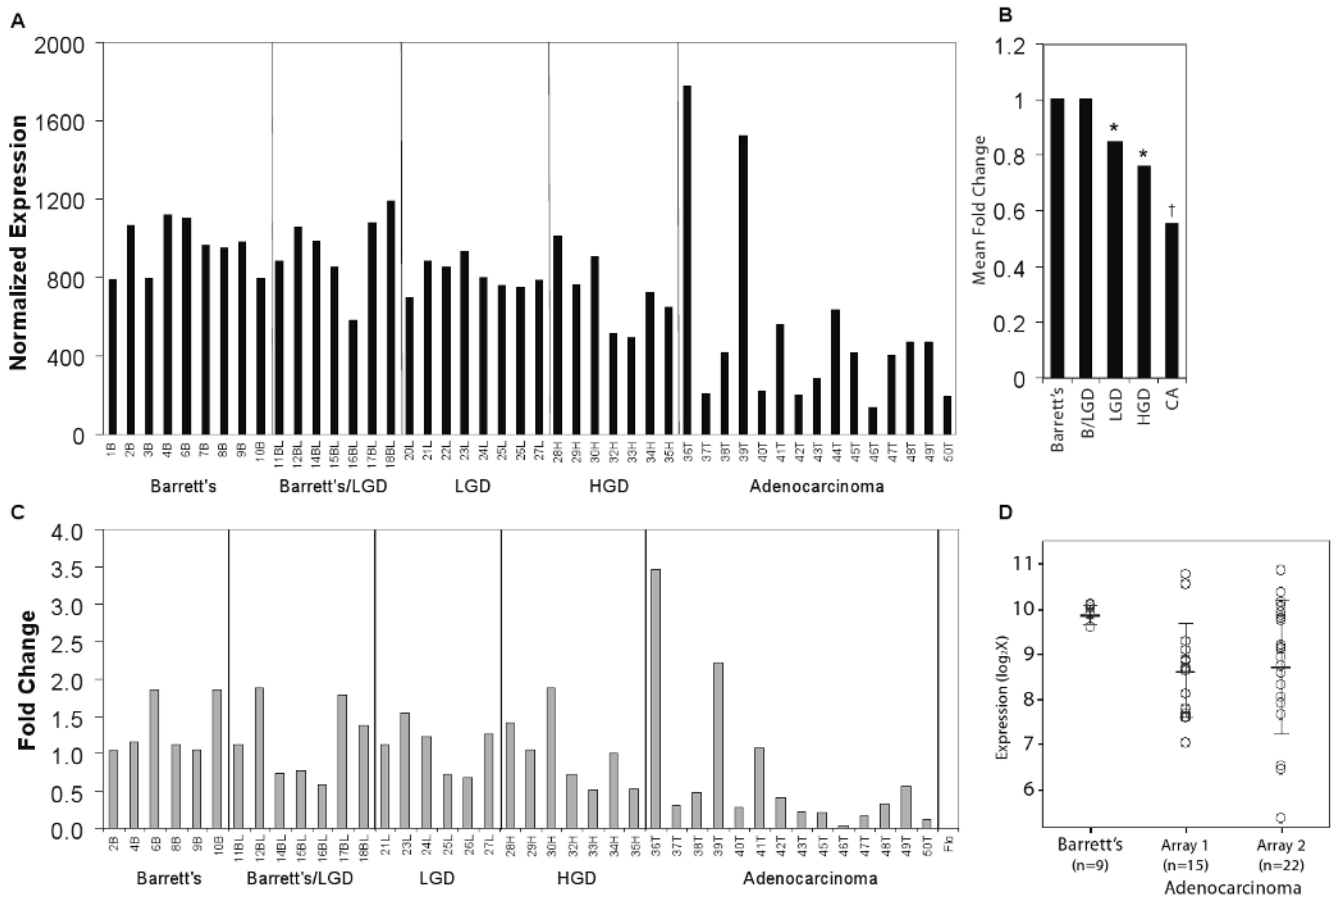 A
Normalized Expression
2000
1600
1200
800
400
0
1B 2B 3B 4B 6B 7B 8B 9B 10B 11BL 12BL 14BL 15BL 16BL 17BL 18BL 20L 21L 22L 23L 24L 25L 26L 27L 28H 29H 30H 32H 33H 34H 35H 36T 37T 38T 39T 40T 41T 42T 43T 44T 45T 46T 47T 48T 49T 50T
Barrett's Barrett's/LGD LGD HGD Adenocarcinoma
B
Mean Fold Change
1.2
1
0.8
0.6
0.4
0.2
0
* * †
Barrett's B/LGD LGD HGD CA
C
Fold Change
4.0
3.5
3.0
2.5
2.0
1.5
1.0
0.5
0.0
2B 4B 6B 8B 9B 10B 11BL 12BL 14BL 15BL 16BL 17BL 18BL 21L 23L 24L 25L 26L 27L 28H 29H 30H 32H 33H 34H 35H 36T 37T 38T 39T 40T 41T 42T 43T 45T 46T 47T 48T 49T 50T Flo
Barrett's Barrett's/LGD LGD HGD Adenocarcinoma
D
Expression (log₂X)
11
10
9
8
7
6
Barrett's Array 1 Array 2
(n=9) (n=15) (n=22)
Adenocarcinoma